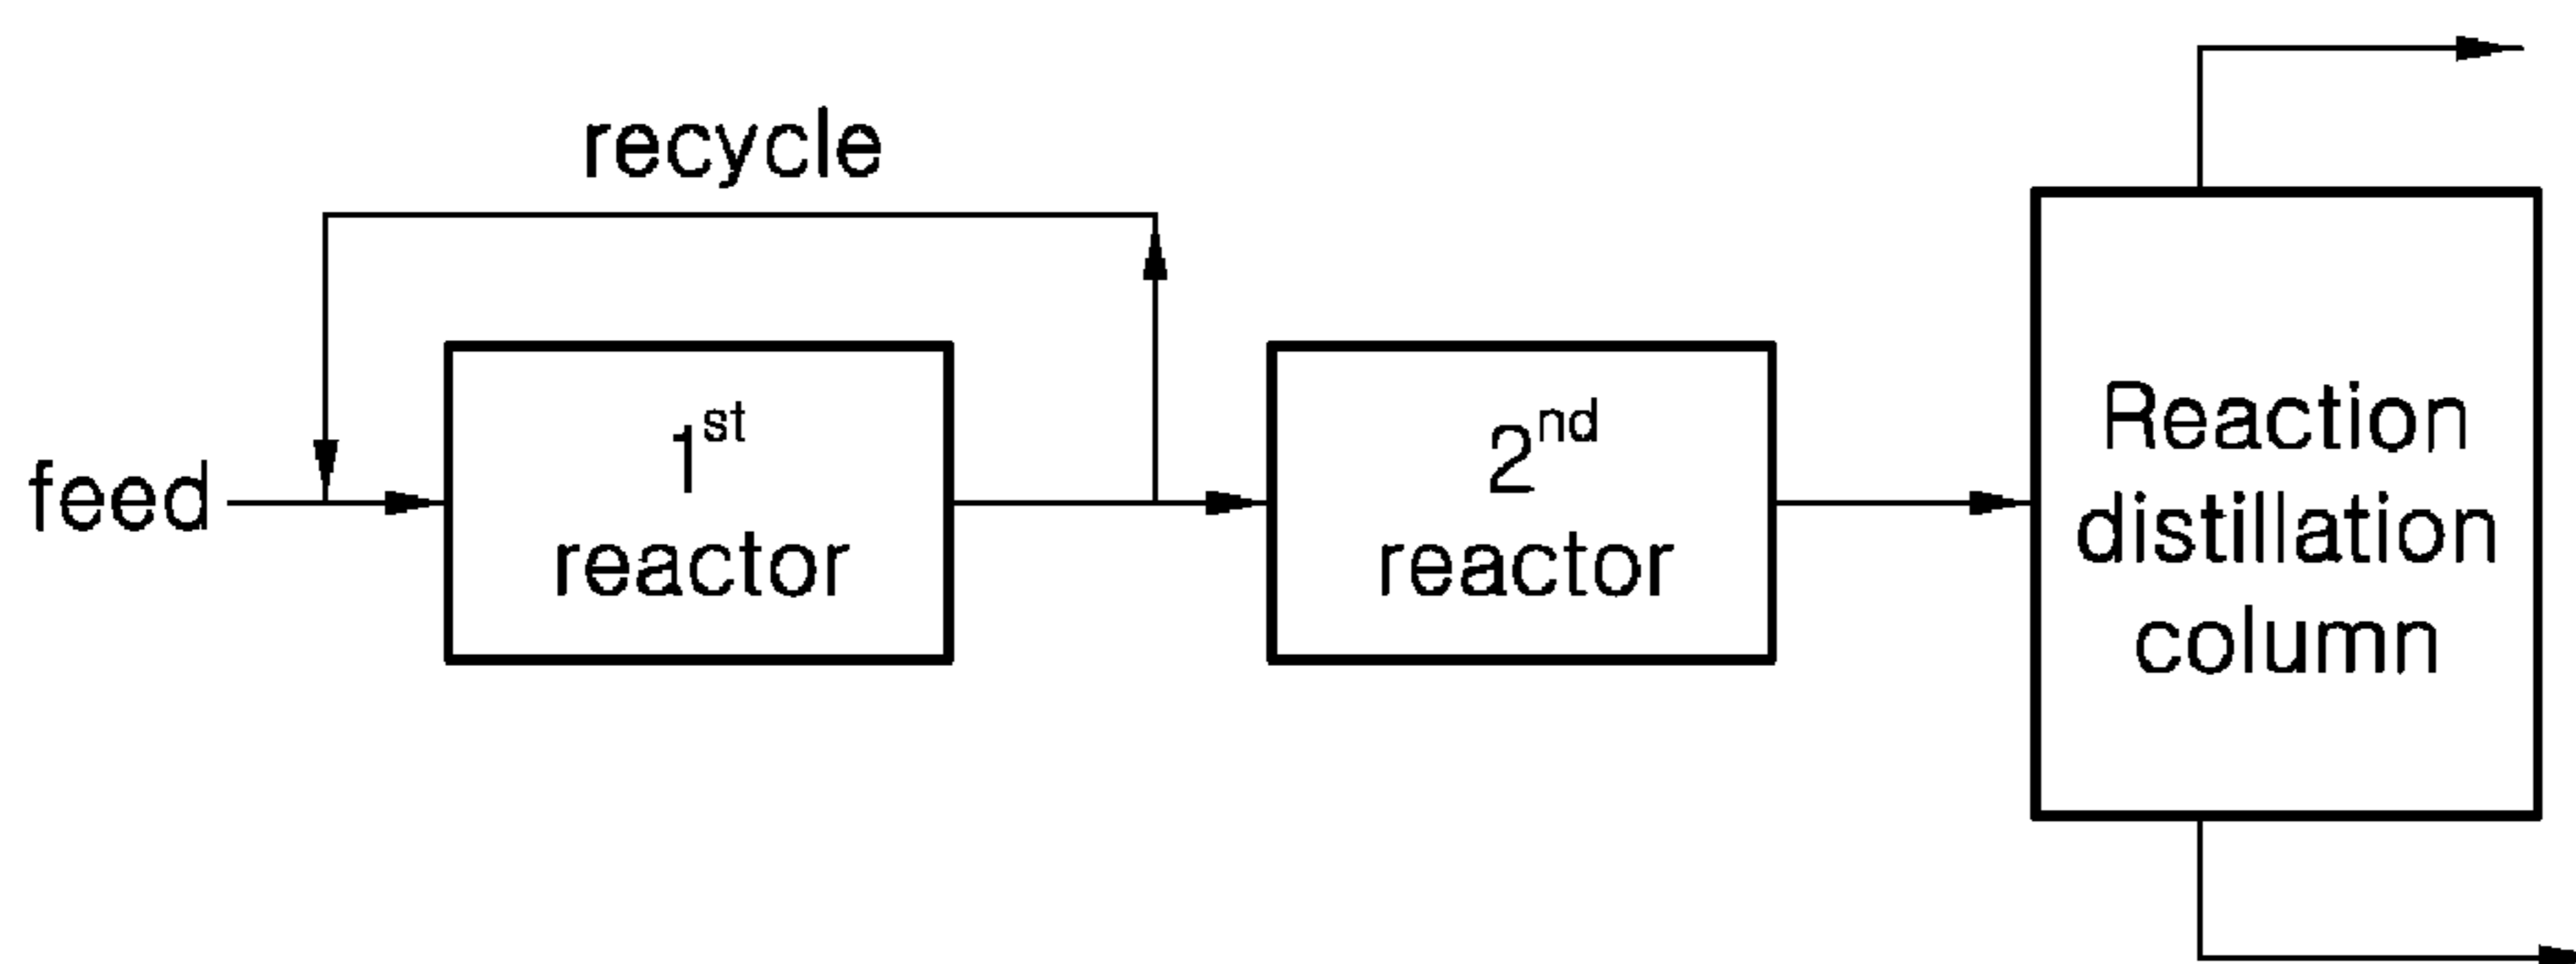 recycle
feed
1st
reactor
2nd
reactor
Reaction
distillation
column